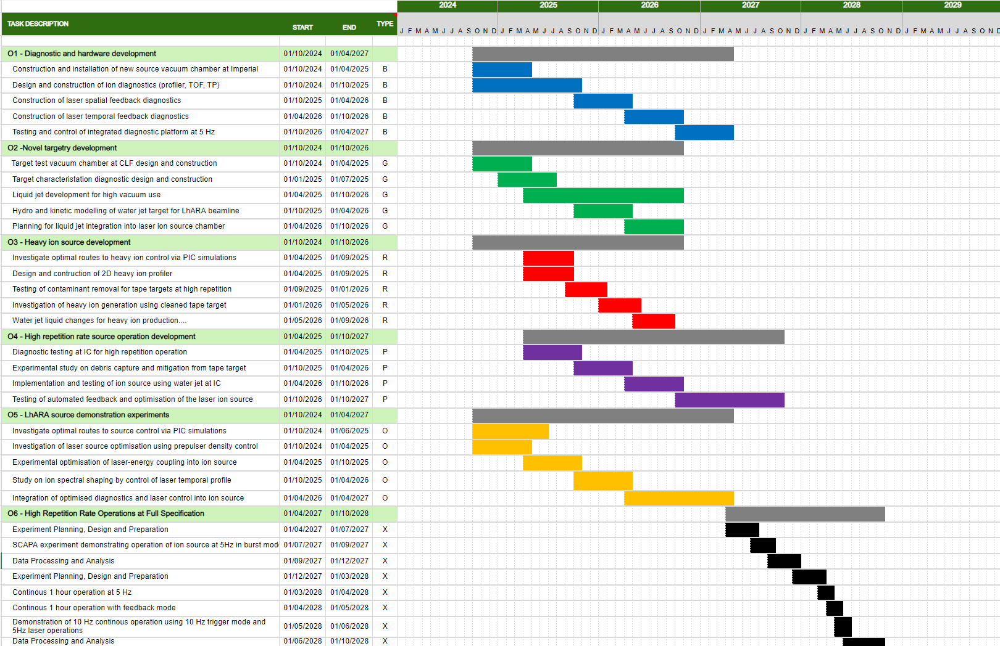 2024 2025 2026 2027 2028 2029
TASK DESCRIPTION START END TYPE
J F M A M J J A S O N D J F M A M J J A S O N D J F M A M J J A S O N D J F M A M J J A S O N D J F M A M J J A S O N D J F M A M J J A S O N D
O1 - Diagnostic and hardware development 01/10/2024 01/04/2027
Construction and installation of new source vacuum chamber at Imperial 01/10/2024 01/04/2025 B
Design and construction of ion diagnostics (profiler, TOF, TP) 01/10/2024 01/10/2025 B
Construction of laser spatial feedback diagnostics 01/10/2025 01/04/2026 B
Construction of laser temporal feedback diagnostics 01/04/2026 01/10/2026 B
Testing and control of integrated diagnostic platform at 5 Hz 01/10/2026 01/04/2027 B
O2 -Novel targetry development 01/10/2024 01/10/2026
Target test vacuum chamber at CLF design and construction 01/10/2024 01/04/2025 G
Target characteristation diagnostic design and construction 01/01/2025 01/07/2025 G
Liquid jet development for high vacuum use 01/04/2025 01/10/2026 G
Hydro and kinetic modelling of water jet target for LhARA beamline 01/10/2025 01/04/2026 G
Planning for liquid jet integration into laser ion source chamber 01/04/2026 01/10/2026 G
O3 - Heavy ion source development 01/10/2024 01/10/2026
Investigate optimal routes to heavy ion control via PIC simulations 01/04/2025 01/09/2025 R
Design and contruction of 2D heavy ion profiler 01/04/2025 01/09/2025 R
Testing of contaminant removal for tape targets at high repetition 01/09/2025 01/01/2026 R
Investigation of heavy ion generation using cleaned tape target 01/01/2026 01/05/2026 R
Water jet liquid changes for heavy ion production.... 01/05/2026 01/09/2026 R
O4 - High repetition rate source operation development 01/04/2025 01/10/2027
Diagnostic testing at IC for high repetition operation 01/04/2025 01/10/2025 P
Experimental study on debris capture and mitigation from tape target 01/10/2025 01/04/2026 P
Implementation and testing of ion source using water jet at IC 01/04/2026 01/10/2026 P
Testing of automated feedback and optimisation of the laser ion source 01/10/2026 01/10/2027 P
O5 - LhARA source demonstration experiments 01/10/2024 01/04/2027
Investigate optimal routes to source control via PIC simulations 01/10/2024 01/06/2025 O
Investigation of laser source optimisation using prepulser density control 01/10/2024 01/04/2025 O
Experimental optimisation of laser-energy coupling into ion source 01/04/2025 01/10/2025 O
Study on ion spectral shaping by control of laser temporal profile 01/10/2025 01/04/2026 O
Integration of optimised diagnostics and laser control into ion source 01/04/2026 01/04/2027 O
O6 - High Repetition Rate Operations at Full Specification 01/04/2027 01/10/2028
Experiment Planning, Design and Preparation 01/04/2027 01/07/2027 X
SCAPA experiment demonstrating operation of ion source at 5Hz in burst mod 01/07/2027 01/09/2027 X
Data Processing and Analysis 01/09/2027 01/12/2027 X
Experiment Planning, Design and Preparation 01/12/2027 01/03/2028 X
Continous 1 hour operation at 5 Hz 01/03/2028 01/04/2028 X
Continous 1 hour operation with feedback mode 01/04/2028 01/05/2028 X
Demonstration of 10 Hz continous operation using 10 Hz trigger mode and
5Hz laser operations 01/05/2028 01/06/2028 X
Data Processing and Analysis 01/06/2028 01/10/2028 X